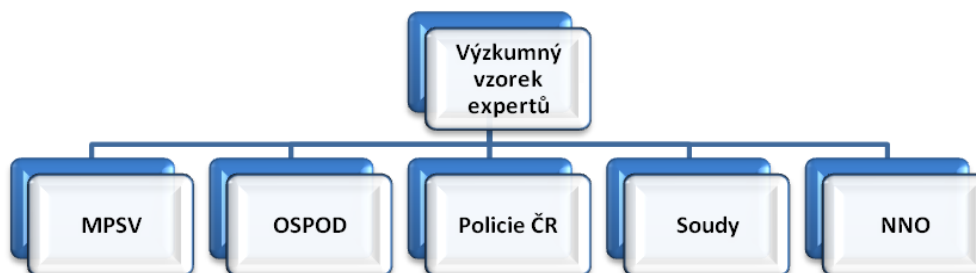 Výzkumný
vzorek
expertů
MPSV
OSPOD
Policie ČR
Soudy
NNO